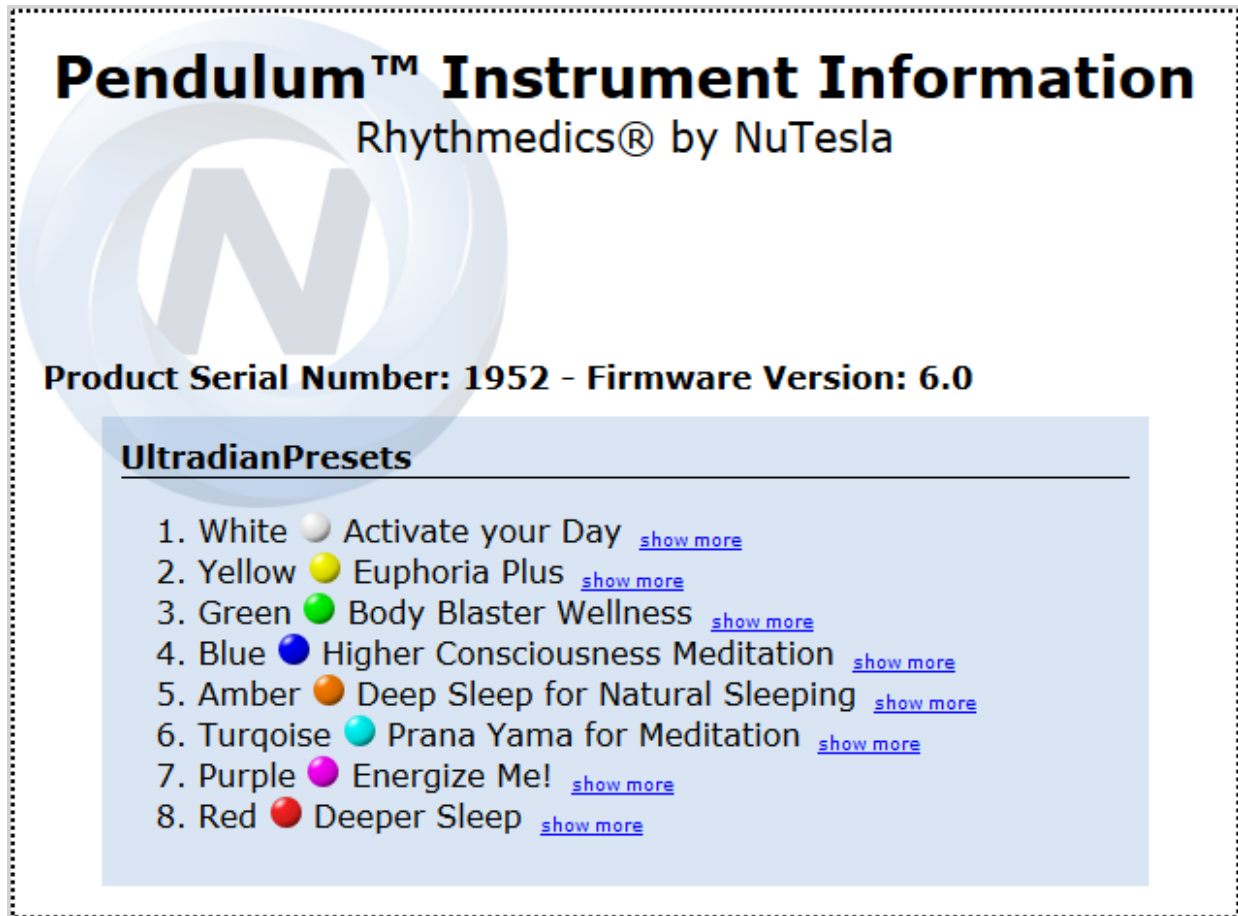 Pendulum™ Instrument Information
Rhythmedics® by NuTesla
N
Product Serial Number: 1952 - Firmware Version: 6.0
UltradianPresets
1. White Activate your Day show more
2. Yellow Euphoria Plus show more
3. Green Body Blaster Wellness show more
4. Blue Higher Consciousness Meditation show more
5. Amber Deep Sleep for Natural Sleeping show more
6. Turqoise Prana Yama for Meditation show more
7. Purple Energize Me! show more
8. Red Deeper Sleep show more